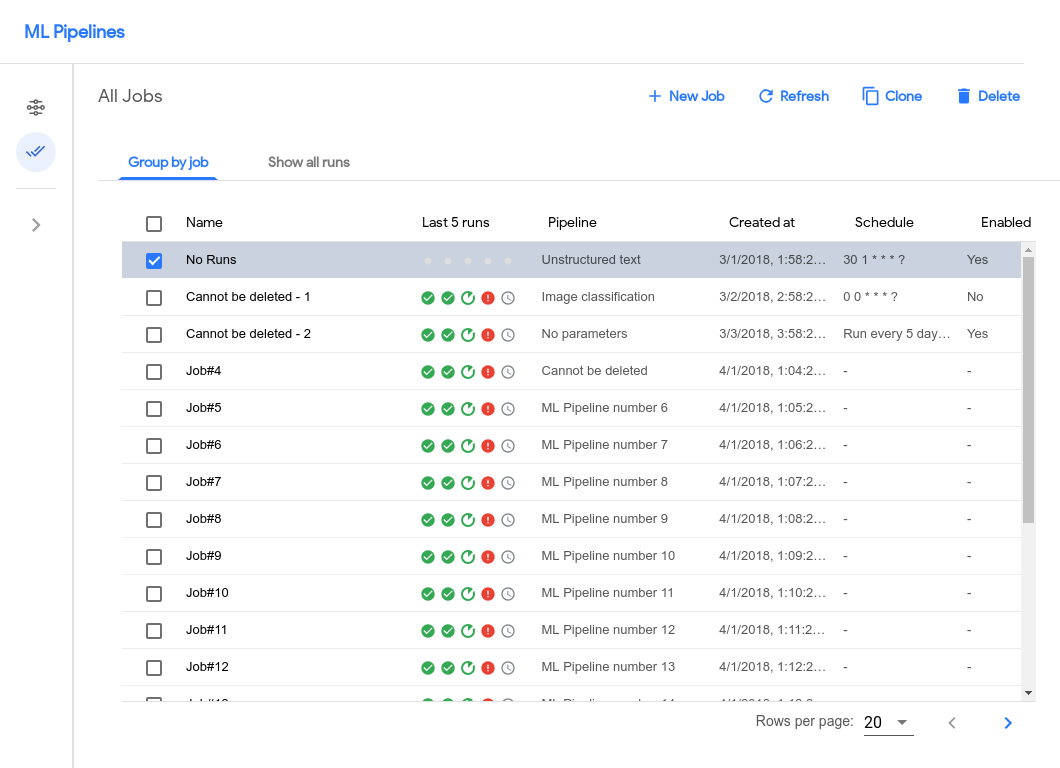 ML Pipelines
All Jobs New Job Refresh Clone Delete
Group by job Show all runs
Name Last 5 runs Pipeline Created at Schedule Enabled
No Runs Unstructured text 3/1/2018, 1:58:2... 30 1 * * * ? Yes
Cannot be deleted - 1 Image classification 3/2/2018, 2:58:2... 0 0 * * * ? No
Cannot be deleted - 2 No parameters 3/3/2018, 3:58:2... Run every 5 day... Yes
Job#4 Cannot be deleted 4/1/2018, 1:04:2... - -
Job#5 ML Pipeline number 6 4/1/2018, 1:05:2... - -
Job#6 ML Pipeline number 7 4/1/2018, 1:06:2... - -
Job#7 ML Pipeline number 8 4/1/2018, 1:07:2... - -
Job#8 ML Pipeline number 9 4/1/2018, 1:08:2... - -
Job#9 ML Pipeline number 10 4/1/2018, 1:09:2... - -
Job#10 ML Pipeline number 11 4/1/2018, 1:10:2... - -
Job#11 ML Pipeline number 12 4/1/2018, 1:11:2... - -
Job#12 ML Pipeline number 13 4/1/2018, 1:12:2... - -
Rows per page: 20